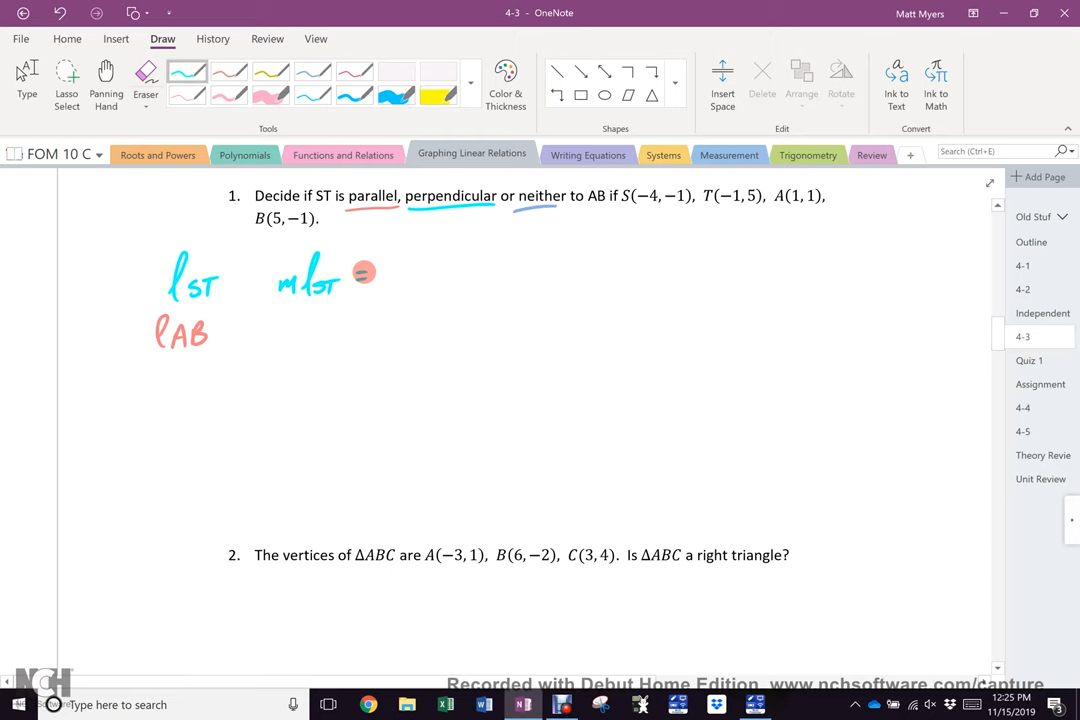 4-3 - OneNote
Matt Myers
File Home Insert Draw History Review View
Type Lasso Select Panning Hand Eraser Color & Thickness Insert Space Delete Arrange Rotate Ink to Text Ink to Math
Tools Shapes Edit Convert
FOM 10 C Roots and Powers Polynomials Functions and Relations Graphing Linear Relations Writing Equations Systems Measurement Trigonometry Review Search (Ctrl+E)
Add Page
Old Stuf
Outline
4-1
4-2
Independent
4-3
Quiz 1
Assignment
4-4
4-5
Theory Revie
Unit Review
1. Decide if ST is parallel, perpendicular or neither to AB if S(−4,−1), T(−1,5), A(1,1),
B(5,−1).
lST mlST =
lAB
2. The vertices of ΔABC are A(−3,1), B(6,−2), C(3,4). Is ΔABC a right triangle?
NCH
Recorded with Debut Home Edition www.nchsoftware.com/capture
Type here to search
12:25 PM
11/15/2019
3